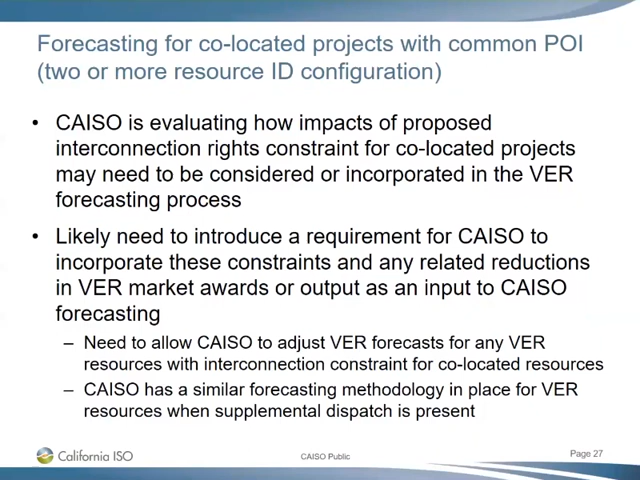 Forecasting for co-located projects with common POI
(two or more resource ID configuration)
• CAISO is evaluating how impacts of proposed
interconnection rights constraint for co-located projects
may need to be considered or incorporated in the VER
forecasting process
• Likely need to introduce a requirement for CAISO to
incorporate these constraints and any related reductions
in VER market awards or output as an input to CAISO
forecasting
– Need to allow CAISO to adjust VER forecasts for any VER
resources with interconnection constraint for co-located resources
– CAISO has a similar forecasting methodology in place for VER
resources when supplemental dispatch is present
California ISO
CAISO Public
Page 27